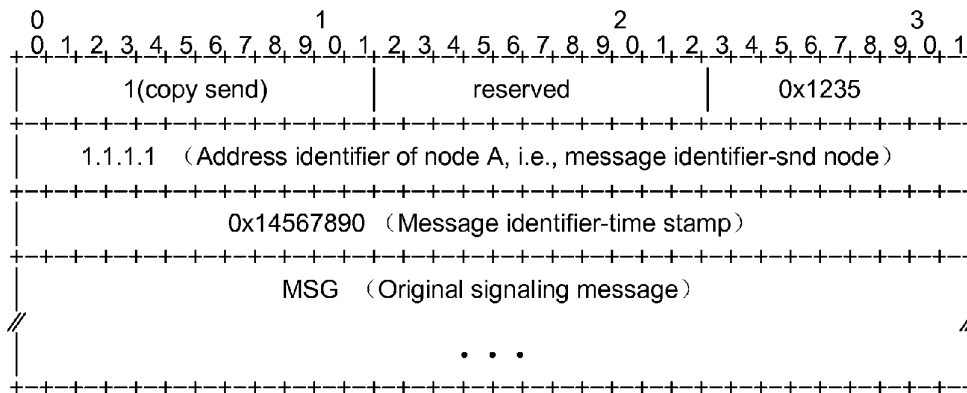 0 1 2 3
0 1 2 3 4 5 6 7 8 9 0 1 2 3 4 5 6 7 8 9 0 1 2 3 4 5 6 7 8 9 0 1
1(copy send) reserved 0x1235
1.1.1.1 （Address identifier of node A, i.e., message identifier-snd node）
0x14567890 （Message identifier-time stamp）
MSG （Original signaling message）
• • •